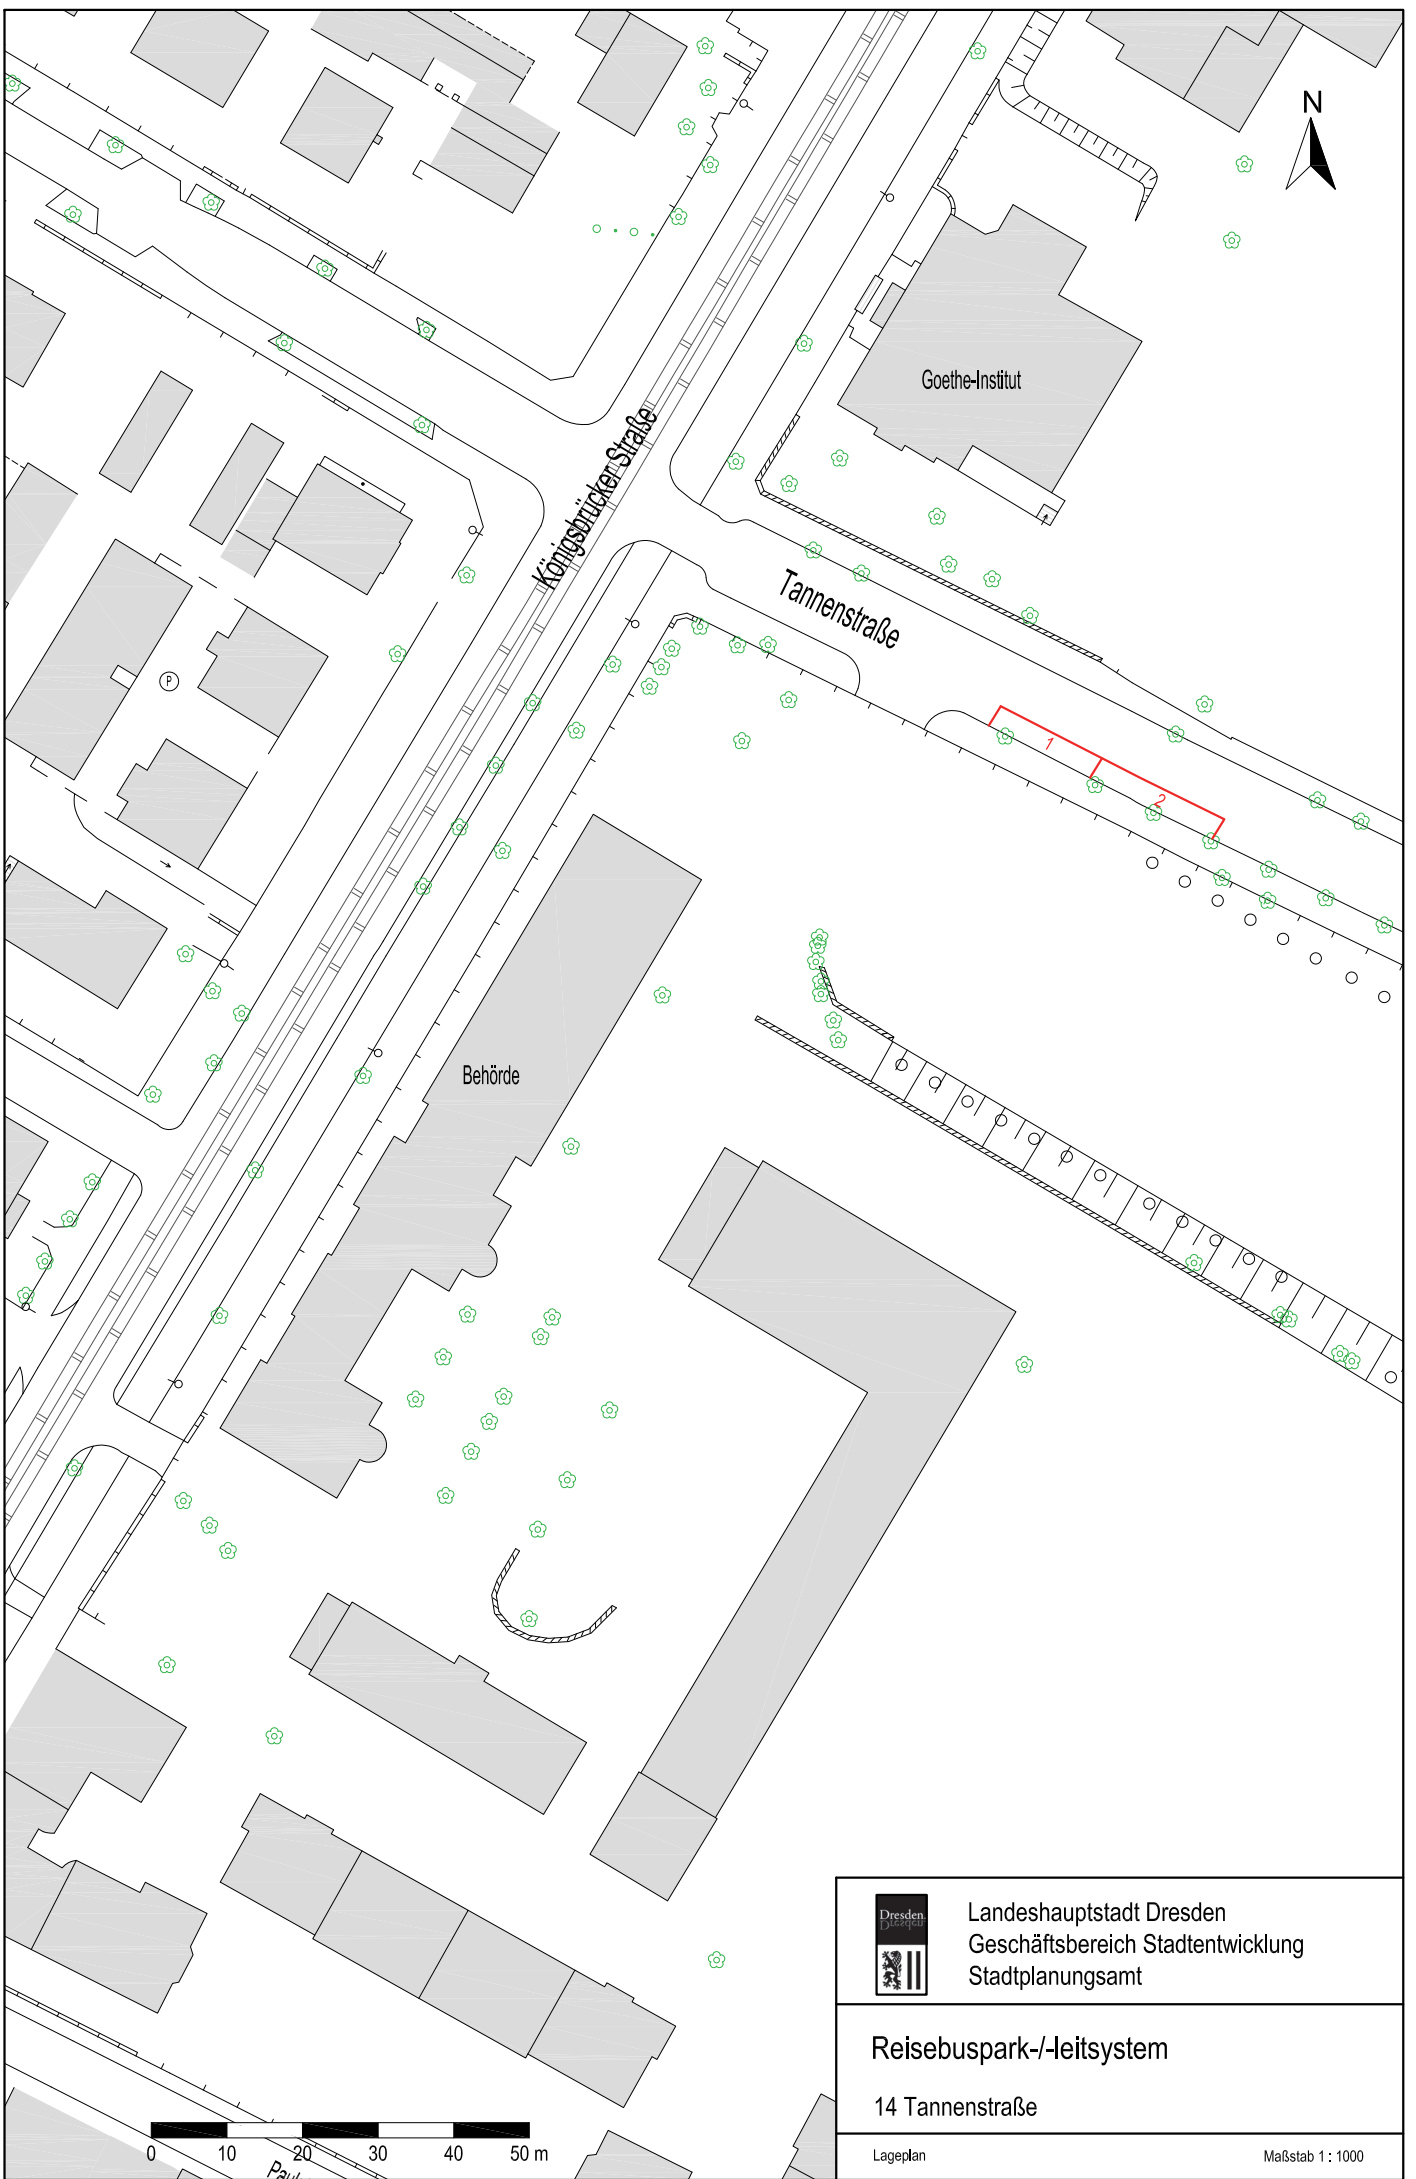 N
Goethe-Institut
Königsbrücker Straße
Tannenstraße
P
1
2
Behörde
Dresden
Landeshauptstadt Dresden
Geschäftsbereich Stadtentwicklung
Stadtplanungsamt
Reisebuspark-/-leitsystem
14 Tannenstraße
0 10 20 30 40 50 m
Lageplan
Maßstab 1 : 1000